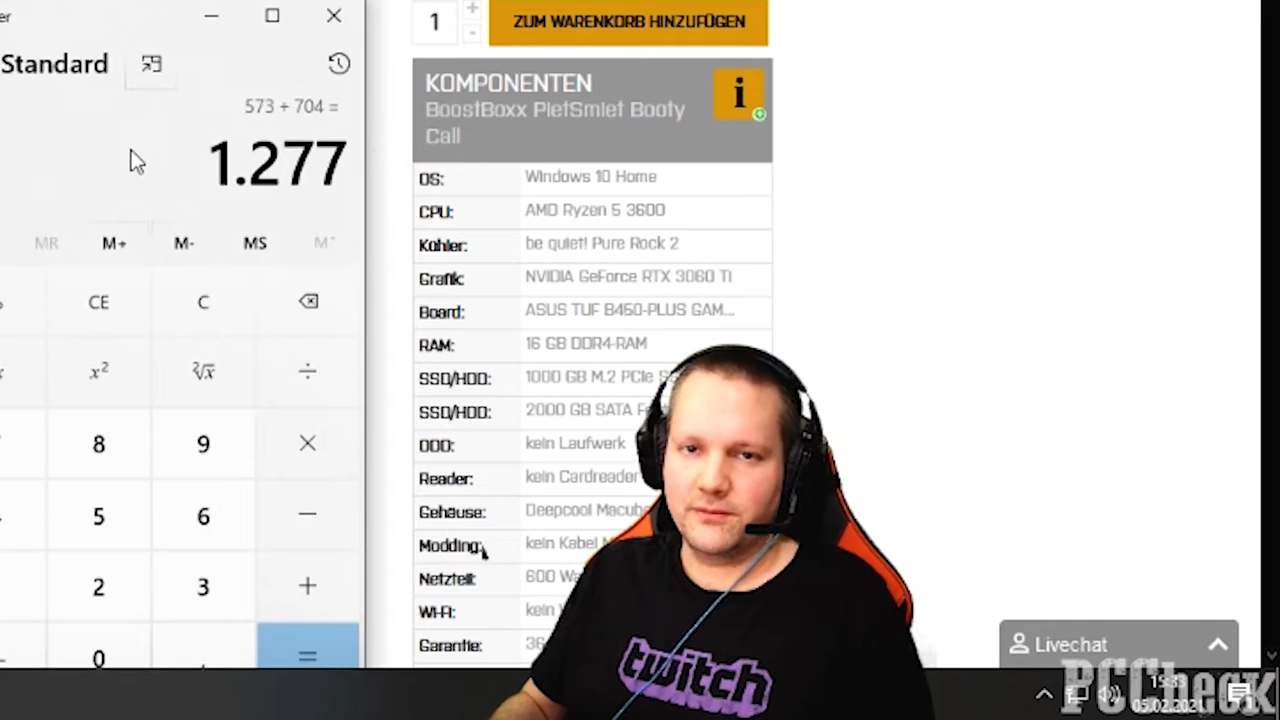 er
Standard
573 + 704 =
1.277
MR M+ M- MS
CE C
x² ∛x ÷
8 9 ×
5 6 −
2 3 +
0 , =
1 +
-
ZUM WARENKORB HINZUFÜGEN
KOMPONENTEN
BoostBoxx PietSmiet Booty
Call
i
OS: Windows 10 Home
CPU: AMD Ryzen 5 3600
Kühler: be quiet! Pure Rock 2
Grafik: NVIDIA GeForce RTX 3060 TI
Board: ASUS TUF B450-PLUS GAM...
RAM: 16 GB DDR4-RAM
SSD/HDD: 1000 GB M.2 PCIe
SSD/HDD: 2000 GB SATA
ODD: kein Laufwerk
Reader: kein Cardreader
Gehäuse: Deepcool Macube
Modding: kein Kabel
Netzteil: 600
Wi-Fi: kein
Garantie: 36
twitch
Livechat
05.02.2021
PCCheck